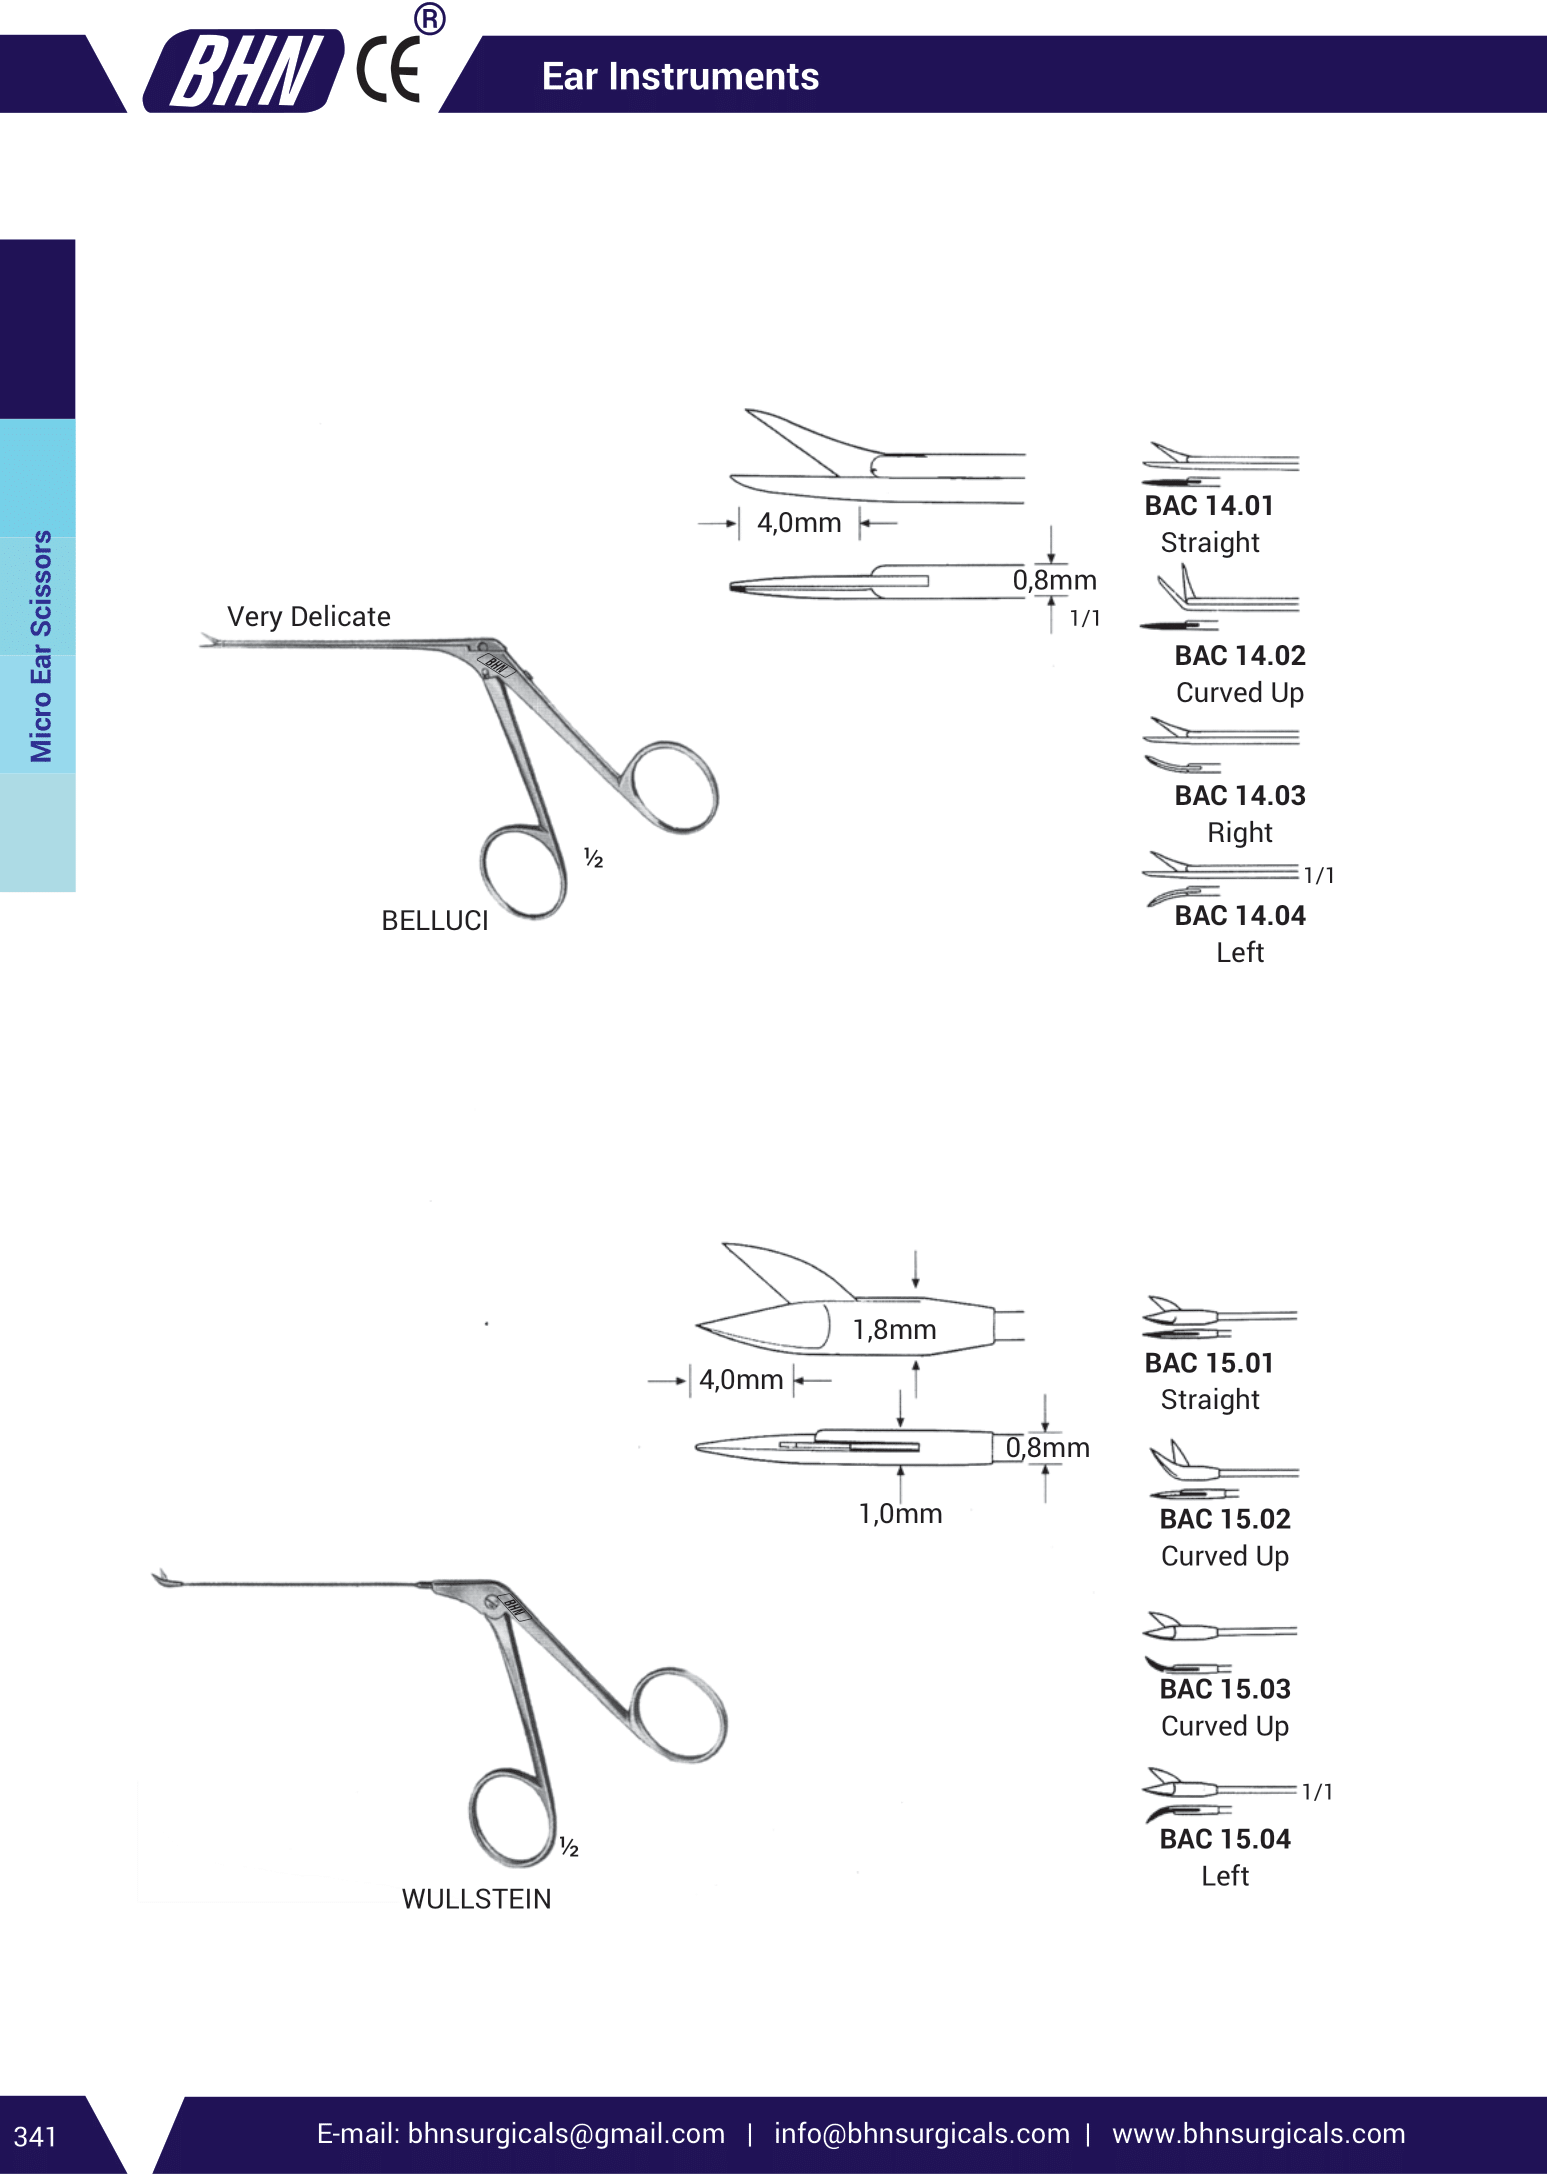 BHN CE ®
Ear Instruments
Micro Ear Scissors
Very Delicate
BHN
½
BELLUCI
4,0mm
0,8mm
1/1
BAC 14.01
Straight
BAC 14.02
Curved Up
BAC 14.03
Right
1/1
BAC 14.04
Left
1,8mm
4,0mm
0,8mm
1,0mm
BHN
½
WULLSTEIN
BAC 15.01
Straight
BAC 15.02
Curved Up
BAC 15.03
Curved Up
1/1
BAC 15.04
Left
341
E-mail: bhnsurgicals@gmail.com | info@bhnsurgicals.com | www.bhnsurgicals.com